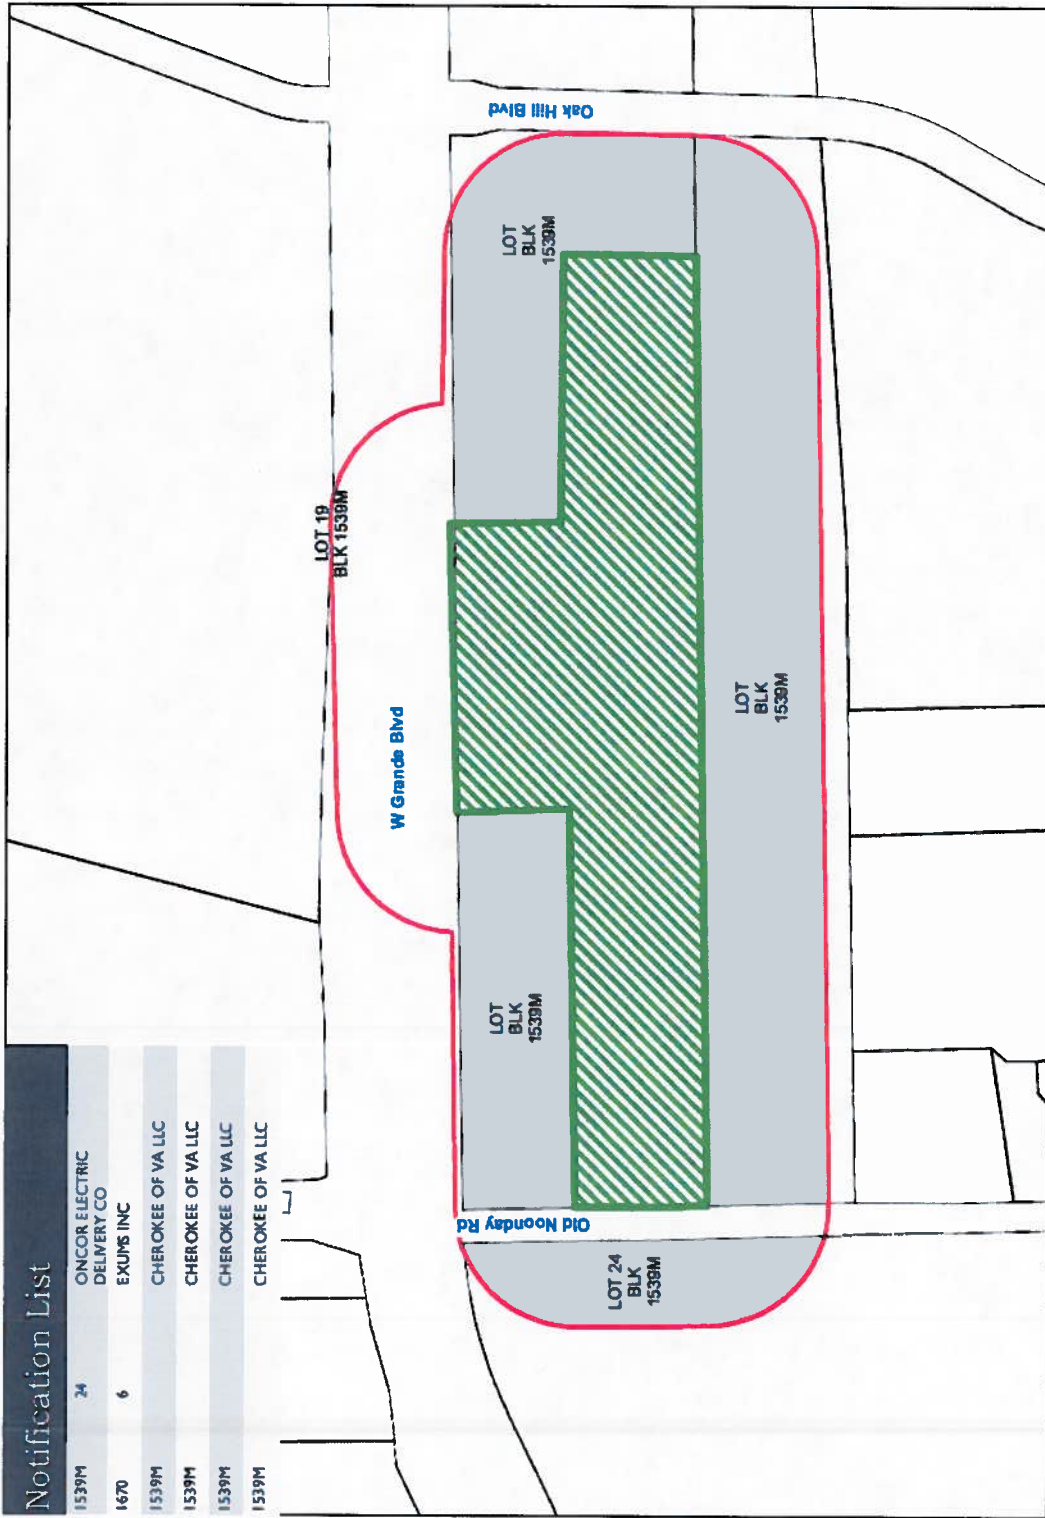 Notification List
1539M 24 ONCOR ELECTRIC
DELIVERY CO
1670 6 EXUMS INC
1539M CHEROKEE OF VA LLC
1539M CHEROKEE OF VA LLC
1539M CHEROKEE OF VA LLC
1539M CHEROKEE OF VA LLC
LOT 19
BLK 1539M
W Grande Blvd
LOT
BLK
1539M
LOT
BLK
1539M
Oak Hill Blvd
Old Noonday Rd
LOT 24
BLK
1539M
LOT
BLK
1539M